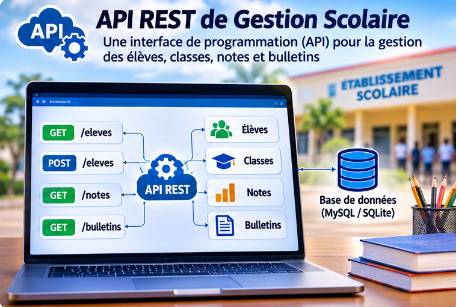 API
API REST de Gestion Scolaire
Une interface de programmation (API) pour la gestion
des élèves, classes, notes et bulletins
ÉTABLISSEMENT
SCOLAIRE
GET /eleves
POST /eleves
GET /notes
GET /bulletins
API REST
Élèves
Classes
Notes
Bulletins
Base de données
(MySQL / SQLite)